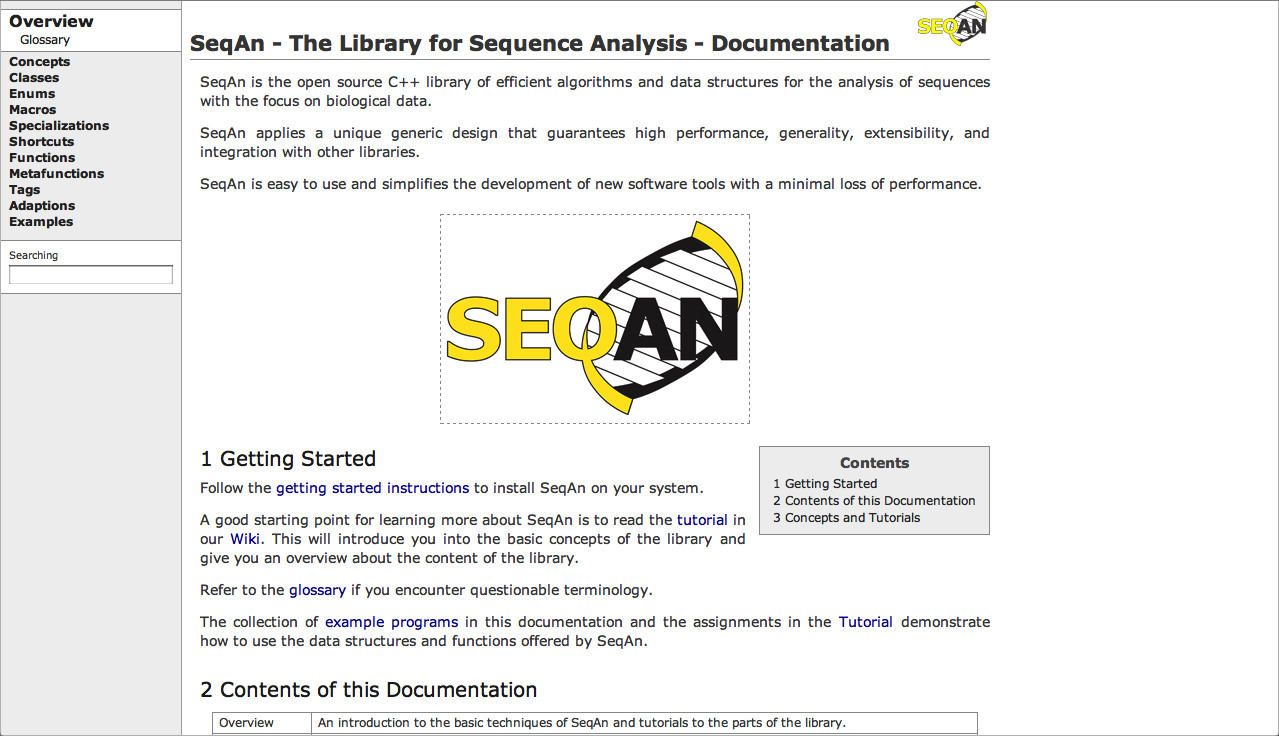 Overview
Glossary
Concepts
Classes
Enums
Macros
Specializations
Shortcuts
Functions
Metafunctions
Tags
Adaptions
Examples
Searching
SEQAN
SeqAn - The Library for Sequence Analysis - Documentation
SeqAn is the open source C++ library of efficient algorithms and data structures for the analysis of sequences
with the focus on biological data.
SeqAn applies a unique generic design that guarantees high performance, generality, extensibility, and
integration with other libraries.
SeqAn is easy to use and simplifies the development of new software tools with a minimal loss of performance.
SEQAN
1 Getting Started
Follow the getting started instructions to install SeqAn on your system.
A good starting point for learning more about SeqAn is to read the tutorial in
our Wiki. This will introduce you into the basic concepts of the library and
give you an overview about the content of the library.
Refer to the glossary if you encounter questionable terminology.
The collection of example programs in this documentation and the assignments in the Tutorial demonstrate
how to use the data structures and functions offered by SeqAn.
Contents
1 Getting Started
2 Contents of this Documentation
3 Concepts and Tutorials
2 Contents of this Documentation
Overview An introduction to the basic techniques of SeqAn and tutorials to the parts of the library.